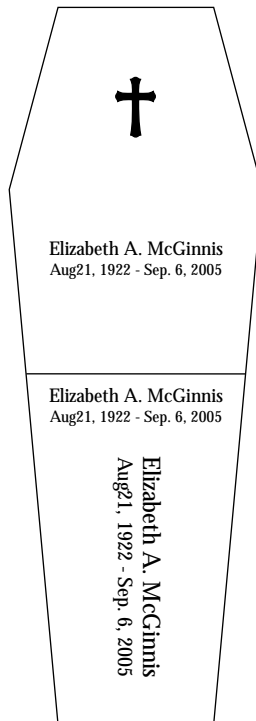 Elizabeth A. McGinnis
Aug21, 1922 - Sep. 6, 2005
Elizabeth A. McGinnis
Aug21, 1922 - Sep. 6, 2005
Elizabeth A. McGinnis
Aug21, 1922 - Sep. 6, 2005